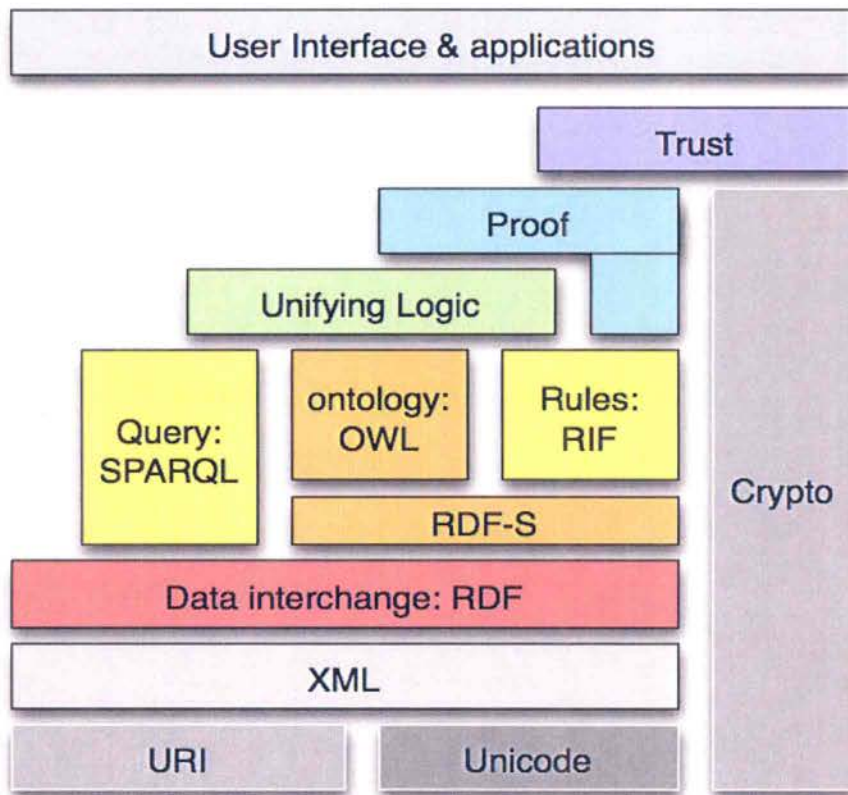 User Interface & applications
Trust
Proof
Unifying Logic
Query:
SPARQL
ontology:
OWL
Rules:
RIF
Crypto
RDF-S
Data interchange: RDF
XML
URI
Unicode